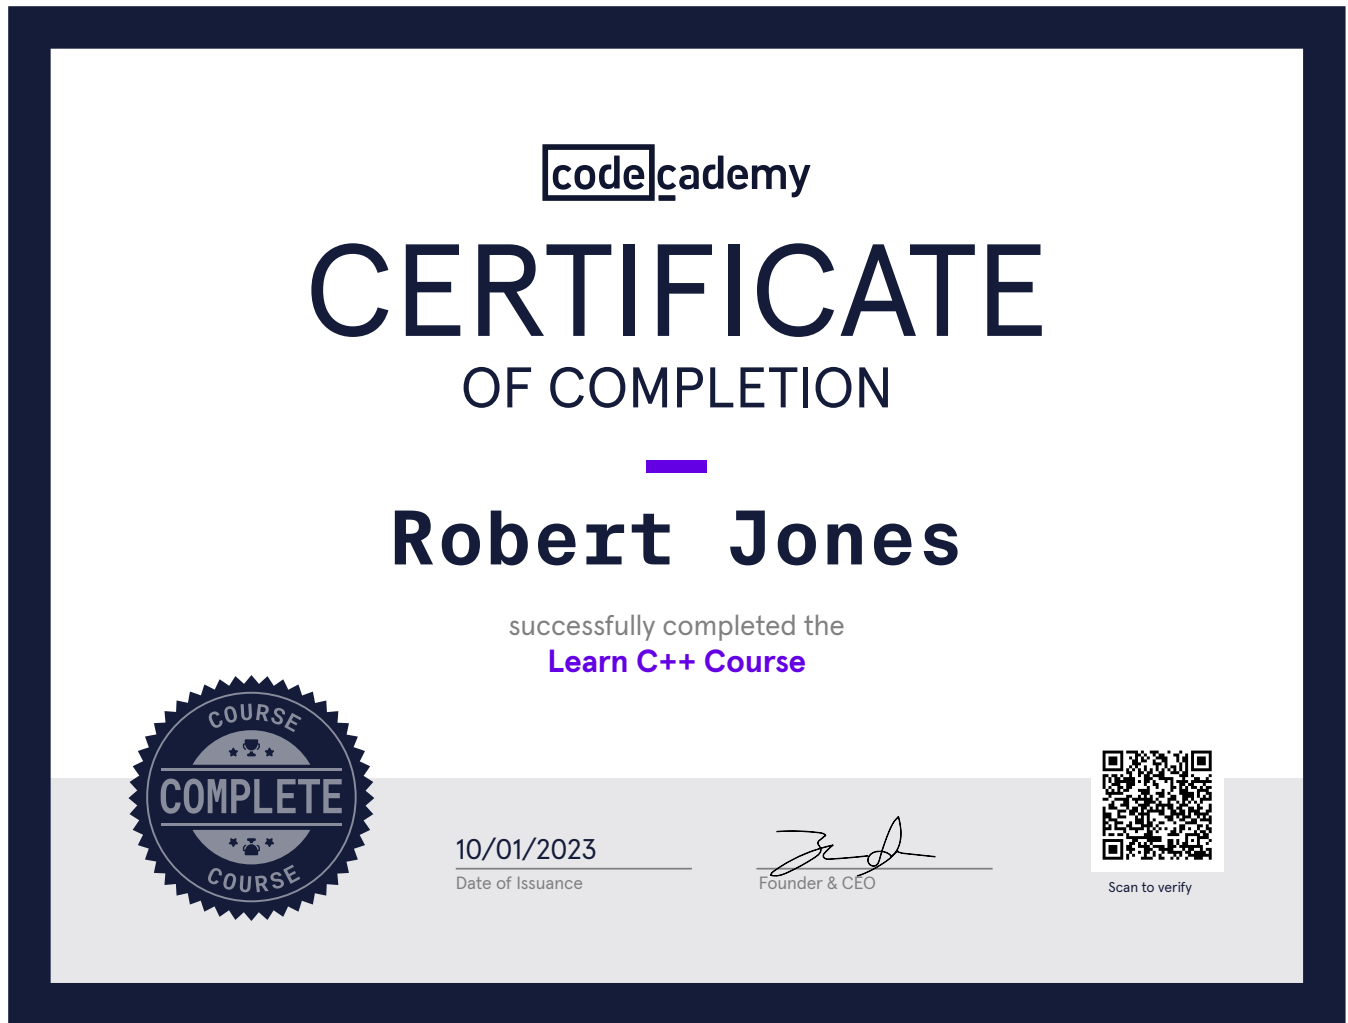 codecademy
CERTIFICATE
OF COMPLETION
Robert Jones
successfully completed the
Learn C++ Course
COURSE
COMPLETE
COURSE
10/01/2023
Date of Issuance
Founder & CEO
Scan to verify